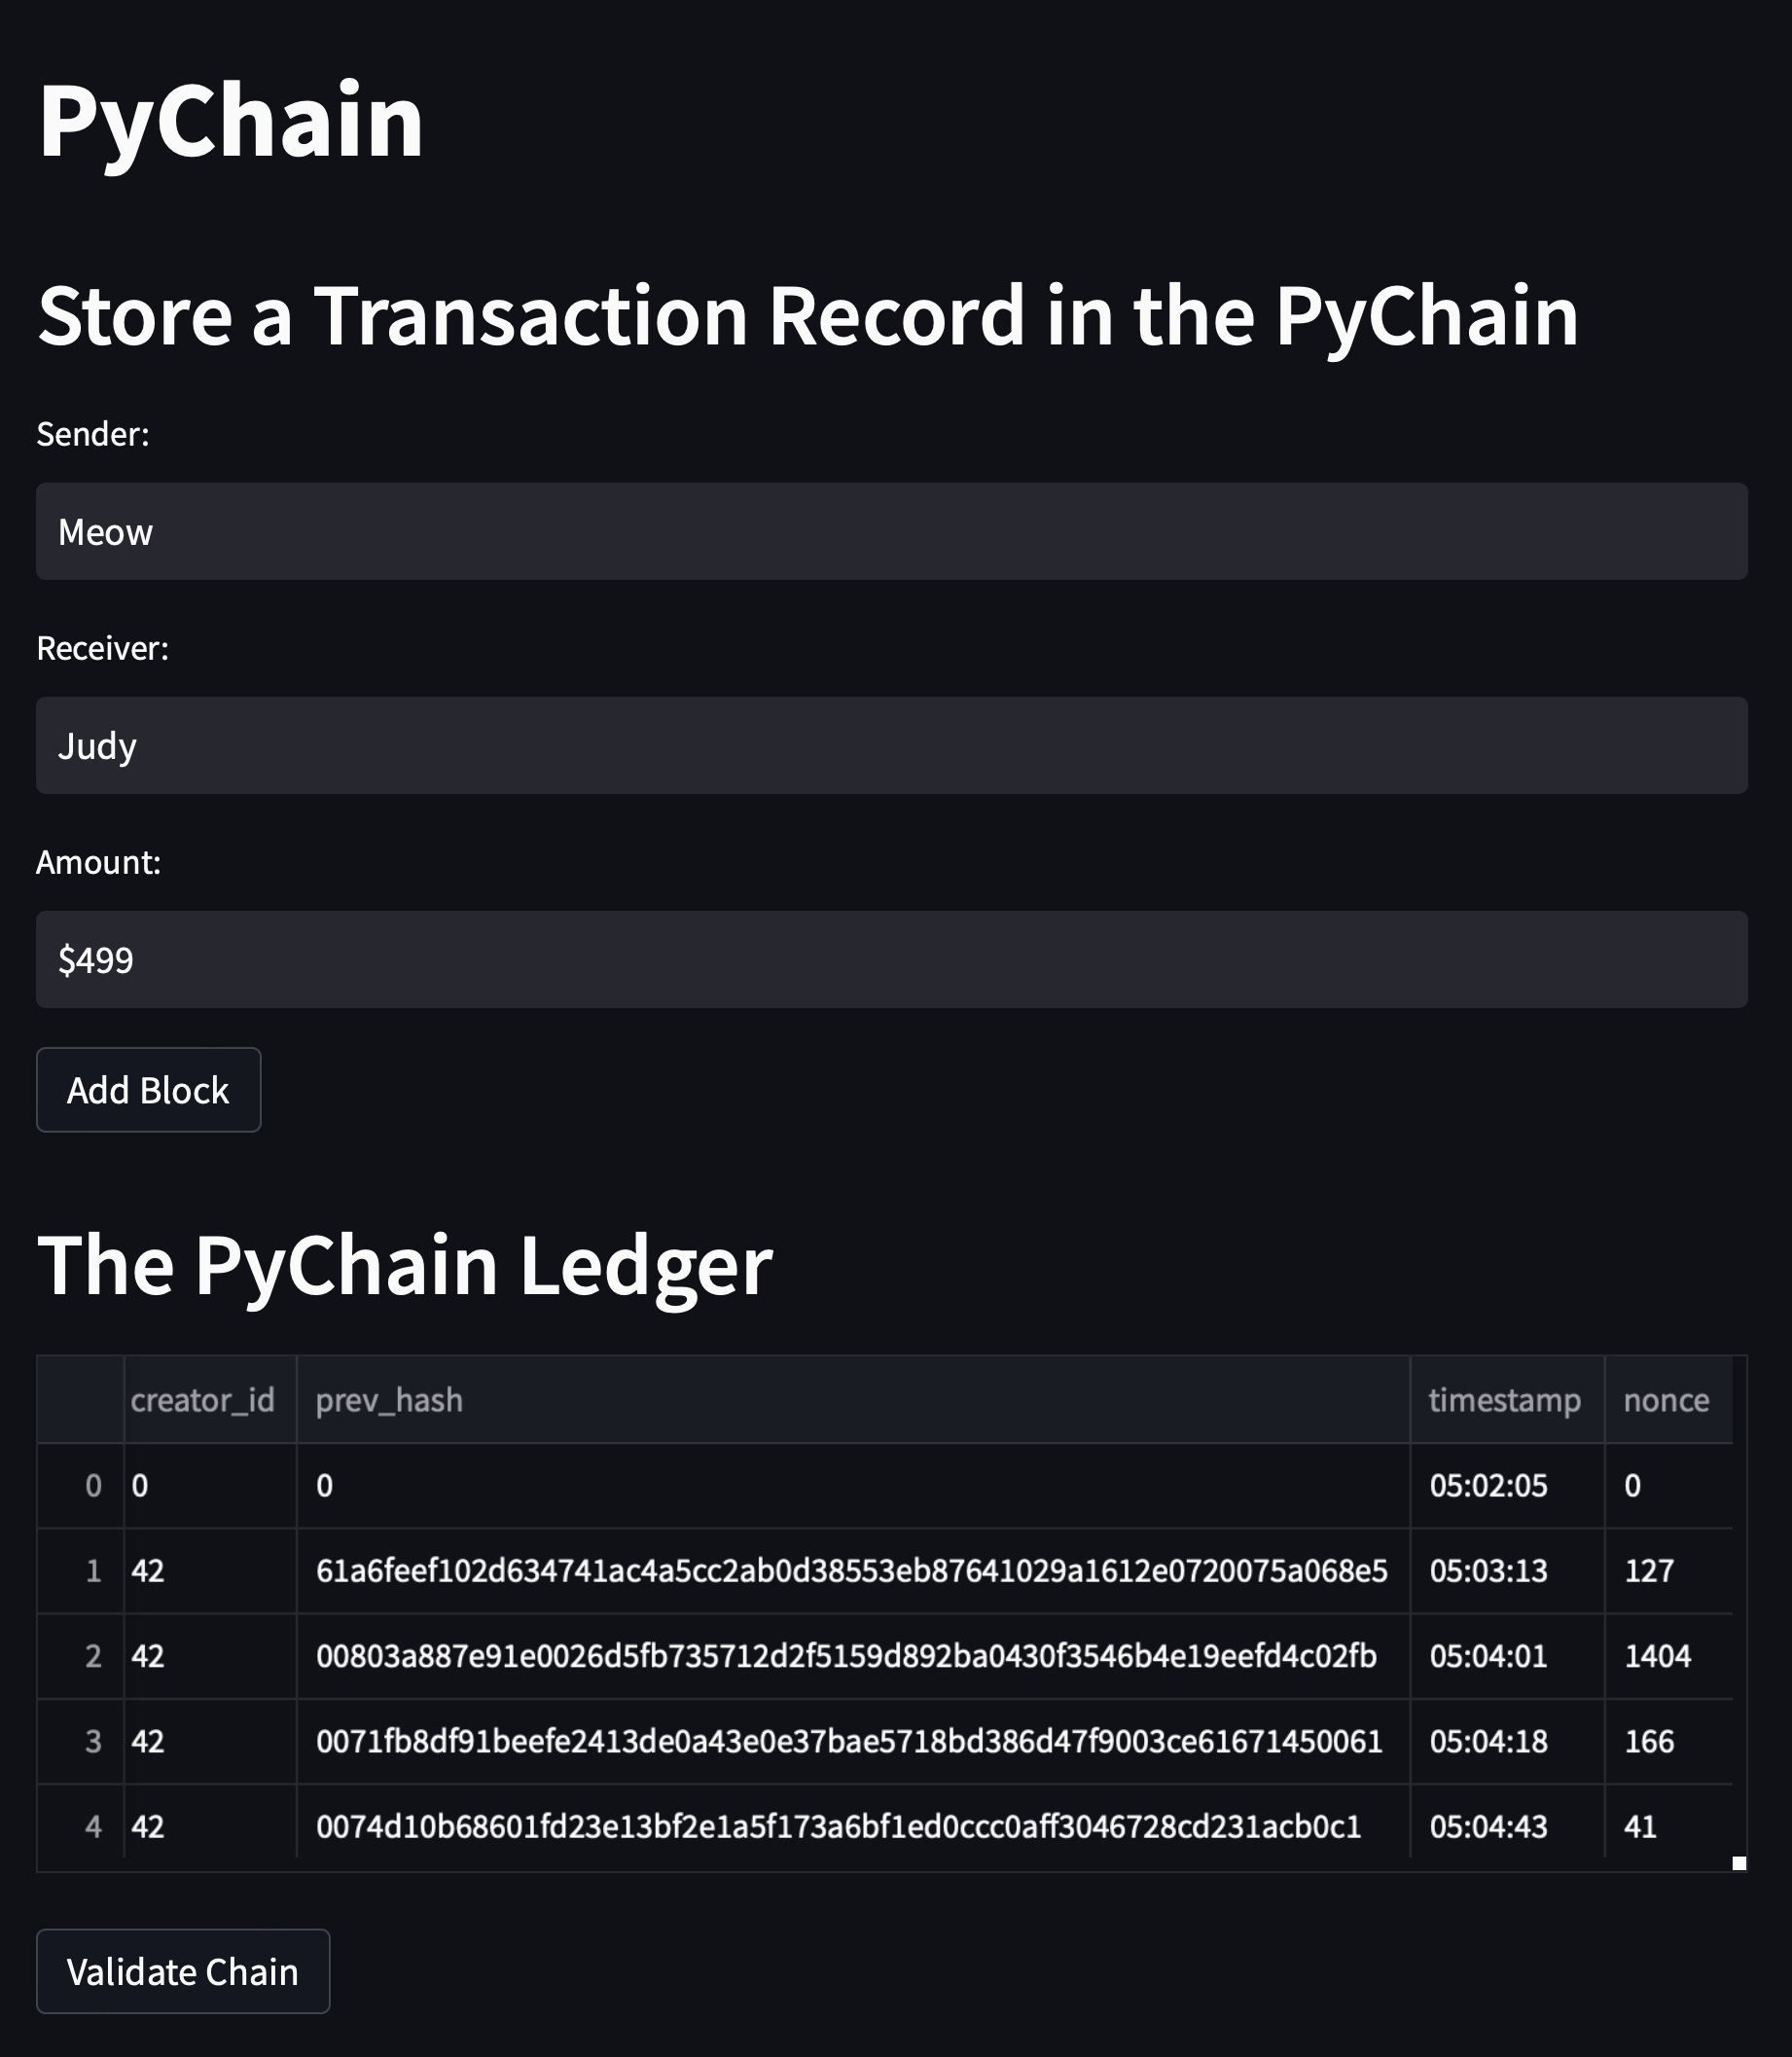 PyChain
Store a Transaction Record in the PyChain
Sender:
Meow
Receiver:
Judy
Amount:
$499
Add Block
The PyChain Ledger
creator_id prev_hash timestamp nonce
0 0 0 05:02:05 0
1 42 61a6feef102d634741ac4a5cc2ab0d38553eb87641029a1612e0720075a068e5 05:03:13 127
2 42 00803a887e91e0026d5fb735712d2f5159d892ba0430f3546b4e19eefd4c02fb 05:04:01 1404
3 42 0071fb8df91beefe2413de0a43e0e37bae5718bd386d47f9003ce61671450061 05:04:18 166
4 42 0074d10b68601fd23e13bf2e1a5f173a6bf1ed0ccc0aff3046728cd231acb0c1 05:04:43 41
Validate Chain